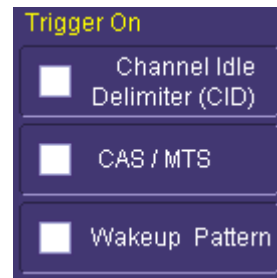 Trigger On
Channel Idle
Delimiter (CID)
CAS / MTS
Wakeup Pattern